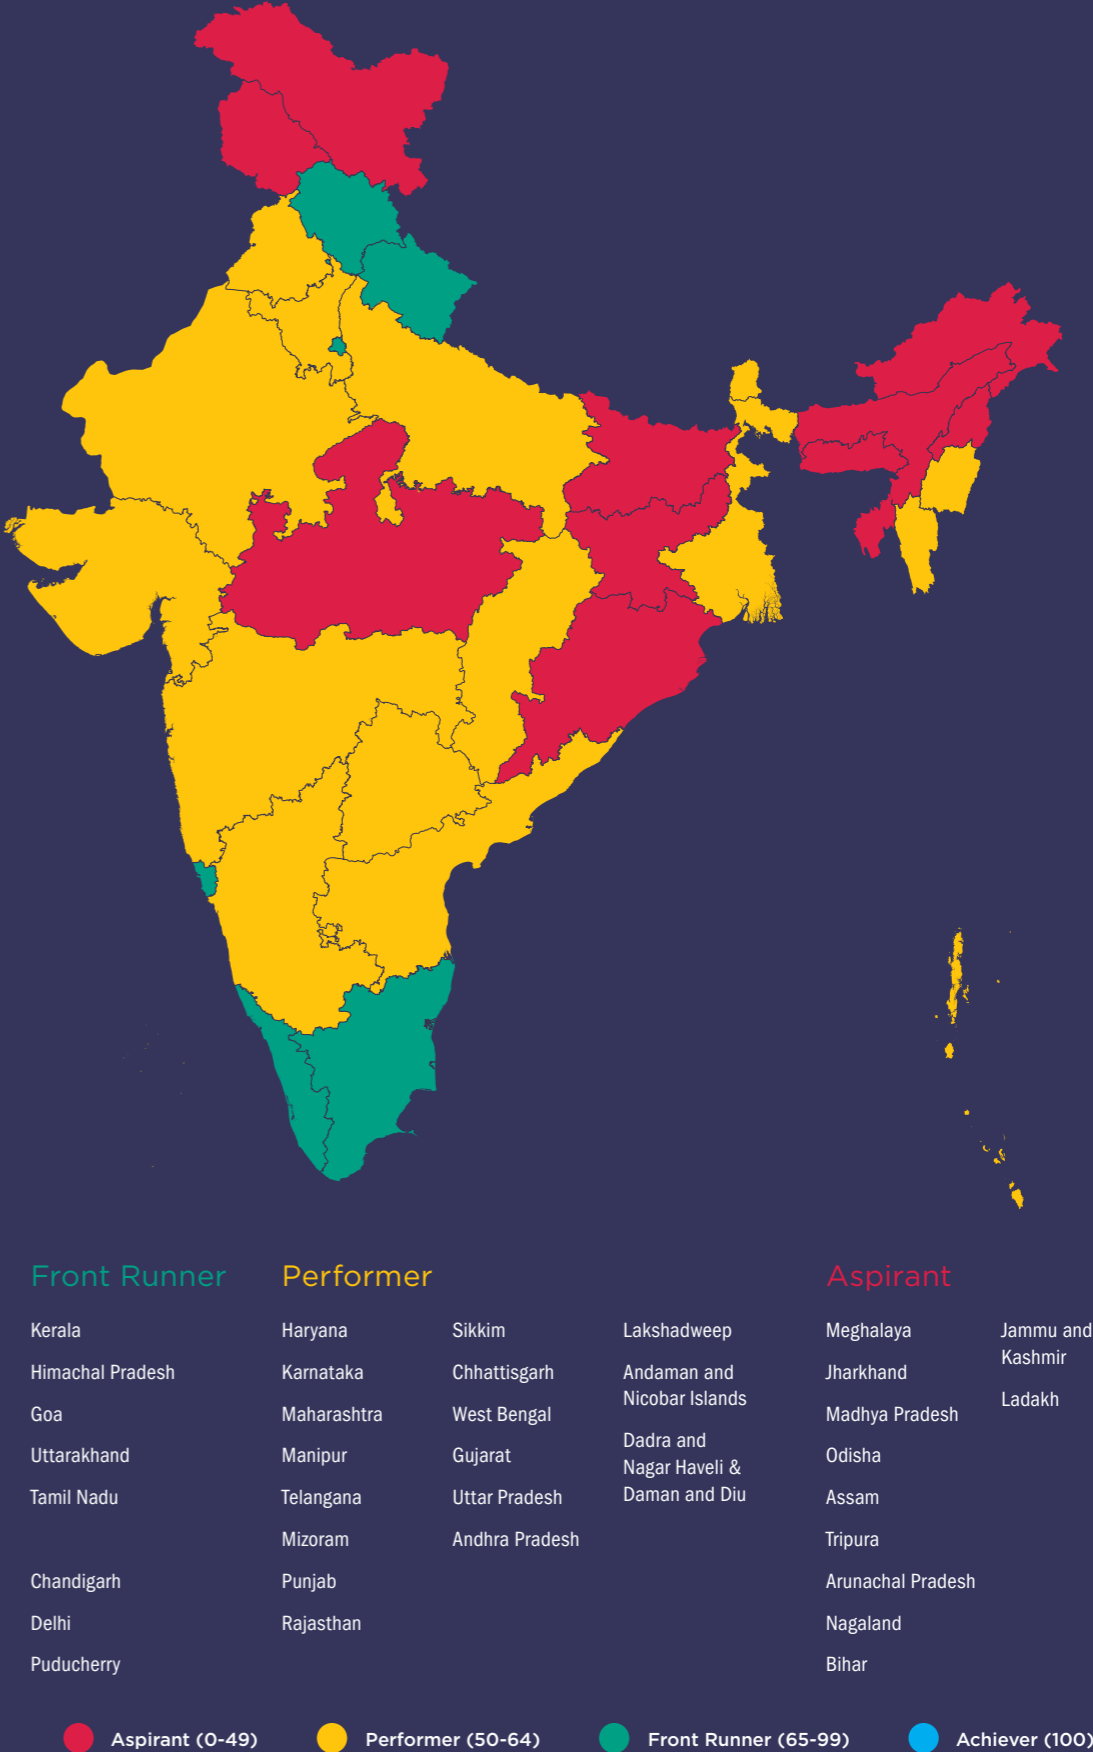 Front Runner
Kerala
Himachal Pradesh
Goa
Uttarakhand
Tamil Nadu
Chandigarh
Delhi
Puducherry
Performer
Haryana
Karnataka
Maharashtra
Manipur
Telangana
Mizoram
Punjab
Rajasthan
Sikkim
Chhattisgarh
West Bengal
Gujarat
Uttar Pradesh
Andhra Pradesh
Lakshadweep
Andaman and
Nicobar Islands
Dadra and
Nagar Haveli &
Daman and Diu
Aspirant
Meghalaya
Jharkhand
Madhya Pradesh
Odisha
Assam
Tripura
Arunachal Pradesh
Nagaland
Bihar
Jammu and
Kashmir
Ladakh
Aspirant (0-49)
Performer (50-64)
Front Runner (65-99)
Achiever (100)